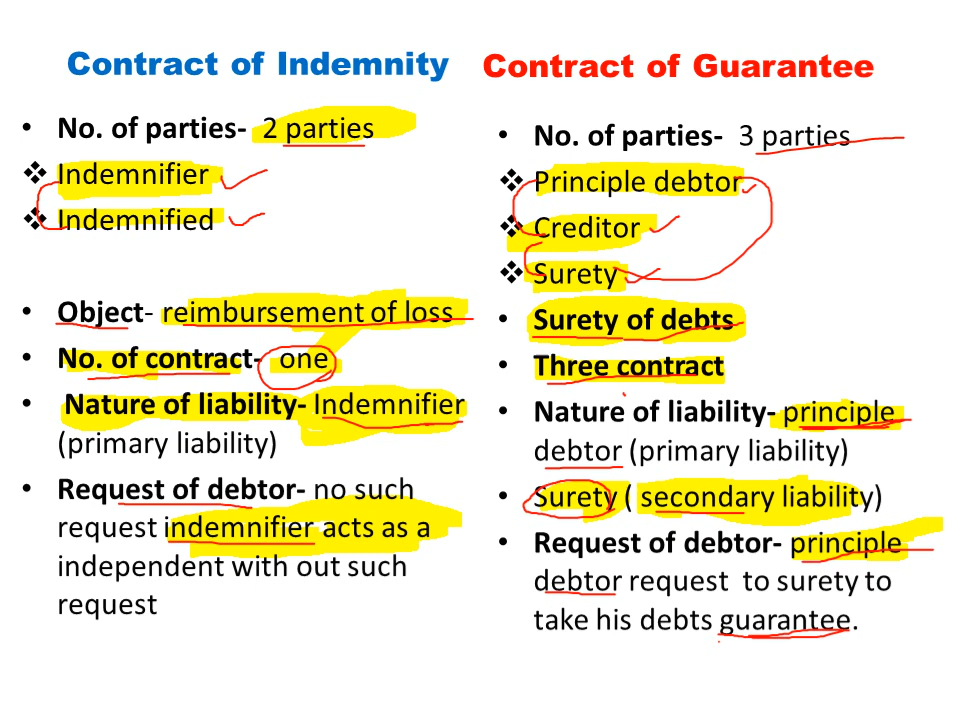 Contract of Indemnity
• No. of parties- 2 parties
❖ Indemnifier
❖ Indemnified
• Object- reimbursement of loss
• No. of contract- one
• Nature of liability- Indemnifier
(primary liability)
• Request of debtor- no such
request indemnifier acts as a
independent with out such
request
Contract of Guarantee
• No. of parties- 3 parties
❖ Principle debtor
❖ Creditor
❖ Surety
• Surety of debts
• Three contract
• Nature of liability- principle
debtor (primary liability)
• Surety ( secondary liability)
• Request of debtor- principle
debtor request to surety to
take his debts guarantee.